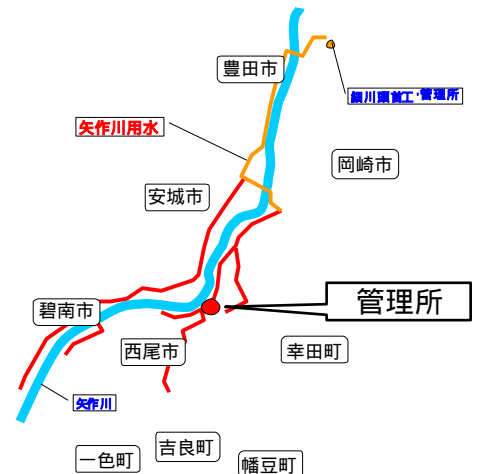 豊田市
細川頭首工・管理所
矢作川用水
岡崎市
安城市
管理所
碧南市
西尾市
幸田町
矢作川
吉良町
一色町
幡豆町